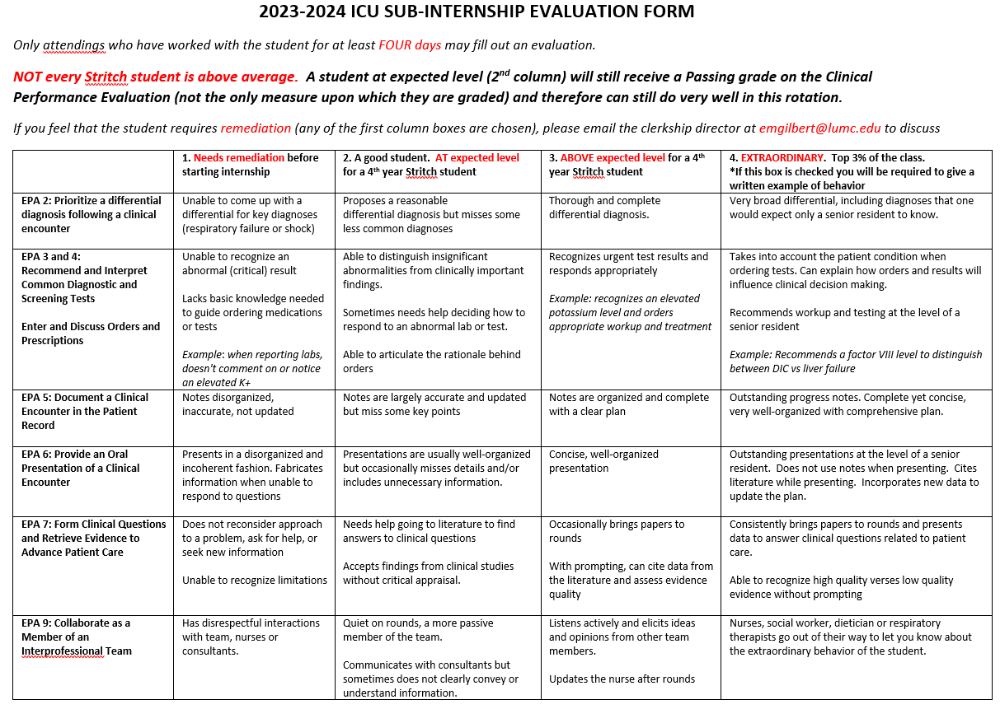 2023-2024 ICU SUB-INTERNSHIP EVALUATION FORM
Only attendings who have worked with the student for at least FOUR days may fill out an evaluation.
NOT every Stritch student is above average. A student at expected level (2nd column) will still receive a Passing grade on the Clinical
Performance Evaluation (not the only measure upon which they are graded) and therefore can still do very well in this rotation.
If you feel that the student requires remediation (any of the first column boxes are chosen), please email the clerkship director at emgilbert@lumc.edu to discuss
1. Needs remediation before
starting internship
2. A good student. AT expected level
for a 4th year Stritch student
3. ABOVE expected level for a 4th
year Stritch student
4. EXTRAORDINARY. Top 3% of the class.
*If this box is checked you will be required to give a
written example of behavior
EPA 2: Prioritize a differential
diagnosis following a clinical
encounter
Unable to come up with a
differential for key diagnoses
(respiratory failure or shock)
Proposes a reasonable
differential diagnosis but misses some
less common diagnoses
Thorough and complete
differential diagnosis.
Very broad differential, including diagnoses that one
would expect only a senior resident to know.
EPA 3 and 4:
Recommend and Interpret
Common Diagnostic and
Screening Tests
Enter and Discuss Orders and
Prescriptions
Unable to recognize an
abnormal (critical) result
Lacks basic knowledge needed
to guide ordering medications
or tests
Example: when reporting labs,
doesn't comment on or notice
an elevated K+
Able to distinguish insignificant
abnormalities from clinically important
findings.
Sometimes needs help deciding how to
respond to an abnormal lab or test.
Able to articulate the rationale behind
orders
Recognizes urgent test results and
responds appropriately
Example: recognizes an elevated
potassium level and orders
appropriate workup and treatment
Takes into account the patient condition when
ordering tests. Can explain how orders and results will
influence clinical decision making.
Recommends workup and testing at the level of a
senior resident
Example: Recommends a factor VIII level to distinguish
between DIC vs liver failure
EPA 5: Document a Clinical
Encounter in the Patient
Record
Notes disorganized,
inaccurate, not updated
Notes are largely accurate and updated
but miss some key points
Notes are organized and complete
with a clear plan
Outstanding progress notes. Complete yet concise,
very well-organized with comprehensive plan.
EPA 6: Provide an Oral
Presentation of a Clinical
Encounter
Presents in a disorganized and
incoherent fashion. Fabricates
information when unable to
respond to questions
Presentations are usually well-organized
but occasionally misses details and/or
includes unnecessary information.
Concise, well-organized
presentation
Outstanding presentations at the level of a senior
resident. Does not use notes when presenting. Cites
literature while presenting. Incorporates new data to
update the plan.
EPA 7: Form Clinical Questions
and Retrieve Evidence to
Advance Patient Care
Does not reconsider approach
to a problem, ask for help, or
seek new information
Unable to recognize limitations
Needs help going to literature to find
answers to clinical questions
Accepts findings from clinical studies
without critical appraisal.
Occasionally brings papers to
rounds
With prompting, can cite data from
the literature and assess evidence
quality
Consistently brings papers to rounds and presents
data to answer clinical questions related to patient
care.
Able to recognize high quality verses low quality
evidence without prompting
EPA 9: Collaborate as a
Member of an
Interprofessional Team
Has disrespectful interactions
with team, nurses or
consultants.
Quiet on rounds, a more passive
member of the team.
Communicates with consultants but
sometimes does not clearly convey or
understand information.
Listens actively and elicits ideas
and opinions from other team
members.
Updates the nurse after rounds
Nurses, social worker, dietician or respiratory
therapists go out of their way to let you know about
the extraordinary behavior of the student.